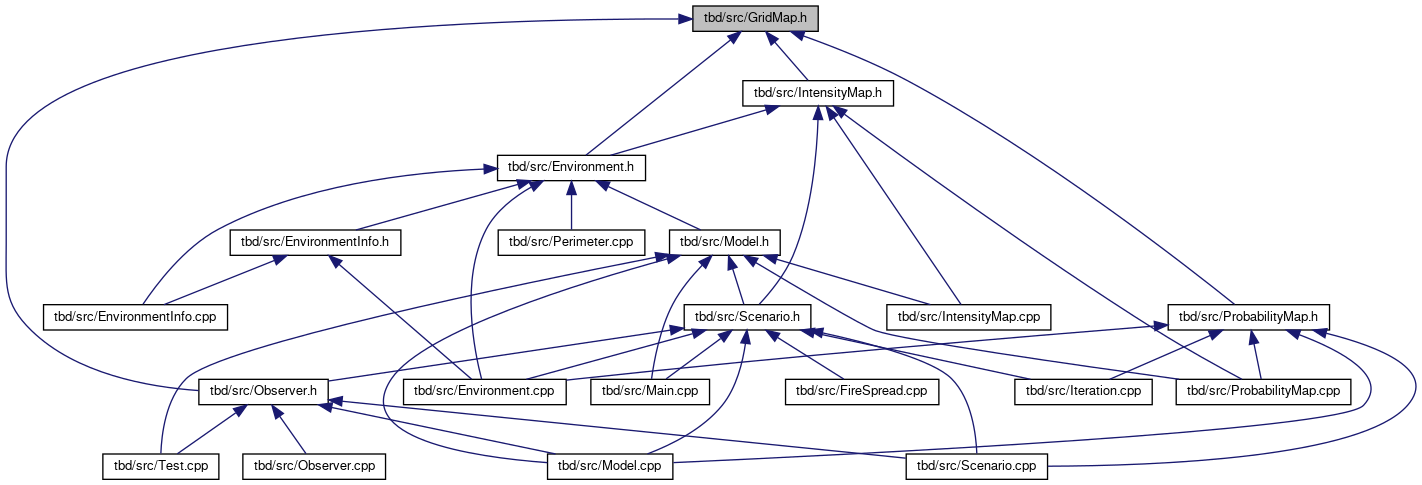 tbd/src/GridMap.h
tbd/src/IntensityMap.h
tbd/src/Environment.h
tbd/src/EnvironmentInfo.h
tbd/src/Perimeter.cpp
tbd/src/Model.h
tbd/src/EnvironmentInfo.cpp
tbd/src/Scenario.h
tbd/src/IntensityMap.cpp
tbd/src/ProbabilityMap.h
tbd/src/Observer.h
tbd/src/Environment.cpp
tbd/src/Main.cpp
tbd/src/FireSpread.cpp
tbd/src/Iteration.cpp
tbd/src/ProbabilityMap.cpp
tbd/src/Test.cpp
tbd/src/Observer.cpp
tbd/src/Model.cpp
tbd/src/Scenario.cpp